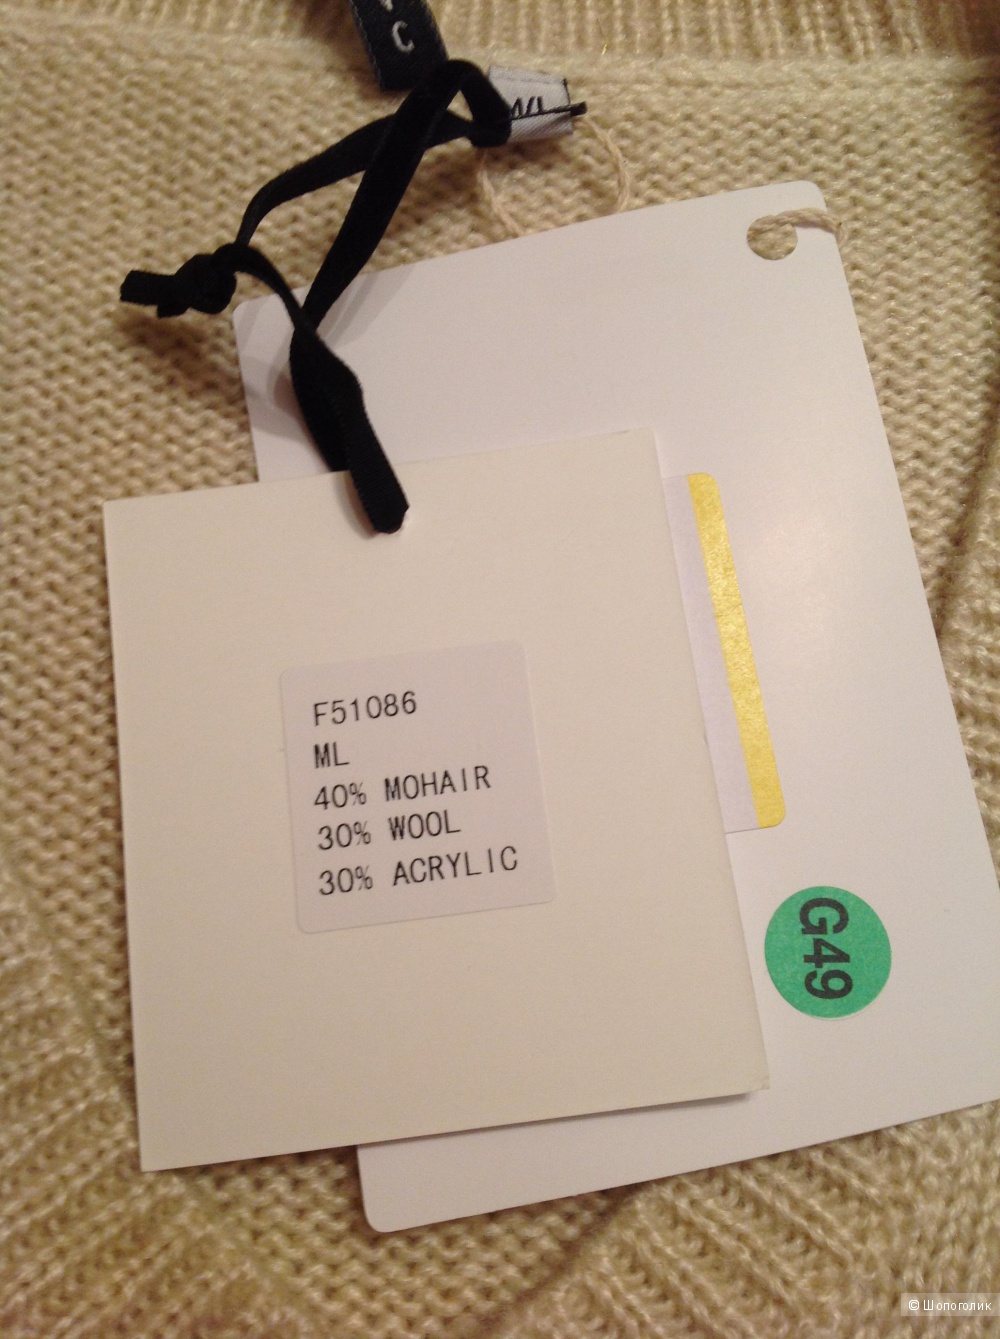 C
M/L
F51086
ML
40% MOHAIR
30% WOOL
30% ACRYLIC
G49
© Шопоголик